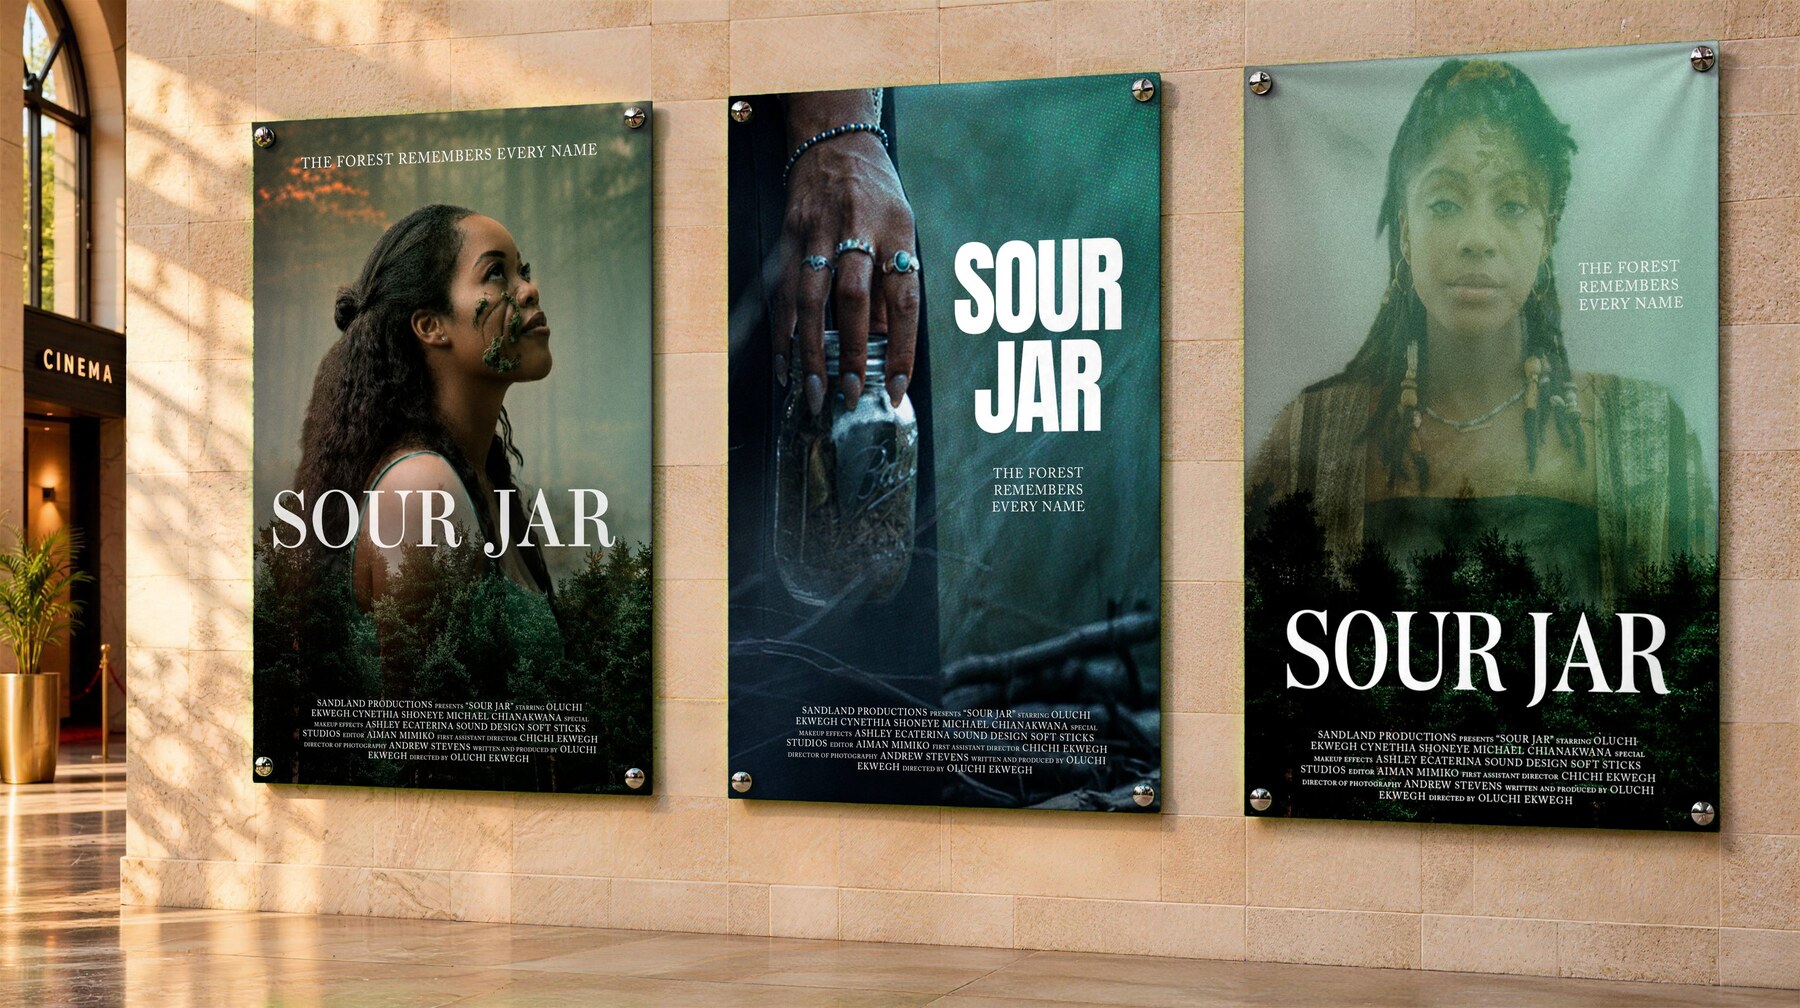 CINEMA
THE FOREST REMEMBERS EVERY NAME
SOUR JAR
SANDLAND PRODUCTIONS PRESENTS "SOUR JAR" STARRING OLUCHI
EKWEGH CYNETHIA SHONEYE MICHAEL CHIANAKWANA SPECIAL
MAKEUP EFFECTS ASHLEY ECATERINA SOUND DESIGN SOFT STICKS
STUDIOS EDITOR AIMAN MIMIKO FIRST ASSISTANT DIRECTOR CHICHI EKWEGH
DIRECTOR OF PHOTOGRAPHY ANDREW STEVENS WRITTEN AND PRODUCED BY OLUCHI
EKWEGH DIRECTED BY OLUCHI EKWEGH
SOUR
JAR
THE FOREST
REMEMBERS
EVERY NAME
Ball
SANDLAND PRODUCTIONS PRESENTS "SOUR JAR" STARRING OLUCHI
EKWEGH CYNETHIA SHONEYE MICHAEL CHIANAKWANA SPECIAL
MAKEUP EFFECTS ASHLEY ECATERINA SOUND DESIGN SOFT STICKS
STUDIOS EDITOR AIMAN MIMIKO FIRST ASSISTANT DIRECTOR CHICHI EKWEGH
DIRECTOR OF PHOTOGRAPHY ANDREW STEVENS WRITTEN AND PRODUCED BY OLUCHI
EKWEGH DIRECTED BY OLUCHI EKWEGH
THE FOREST
REMEMBERS
EVERY NAME
SOUR JAR
SANDLAND PRODUCTIONS PRESENTS "SOUR JAR" STARRING OLUCHI
EKWEGH CYNETHIA SHONEYE MICHAEL CHIANAKWANA SPECIAL
MAKEUP EFFECTS ASHLEY ECATERINA SOUND DESIGN SOFT STICKS
STUDIOS EDITOR AIMAN MIMIKO FIRST ASSISTANT DIRECTOR CHICHI EKWEGH
DIRECTOR OF PHOTOGRAPHY ANDREW STEVENS WRITTEN AND PRODUCED BY OLUCHI
EKWEGH DIRECTED BY OLUCHI EKWEGH